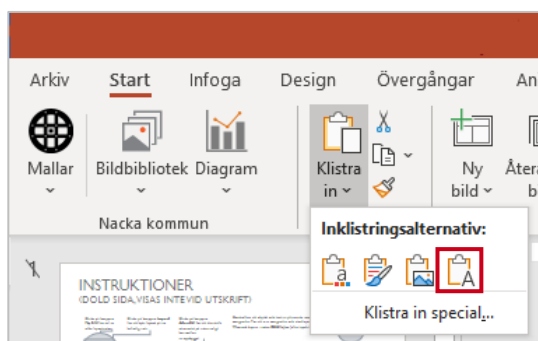 Arkiv Start Infoga Design Övergångar An
Mallar Bildbibliotek Diagram Klistra in Ny bild Åter
Nacka kommun
Inklistringsalternativ:
Klistra in special...
INSTRUKTIONER
(DOLD SIDA, VISAS INTE VID UTSKRIFT)